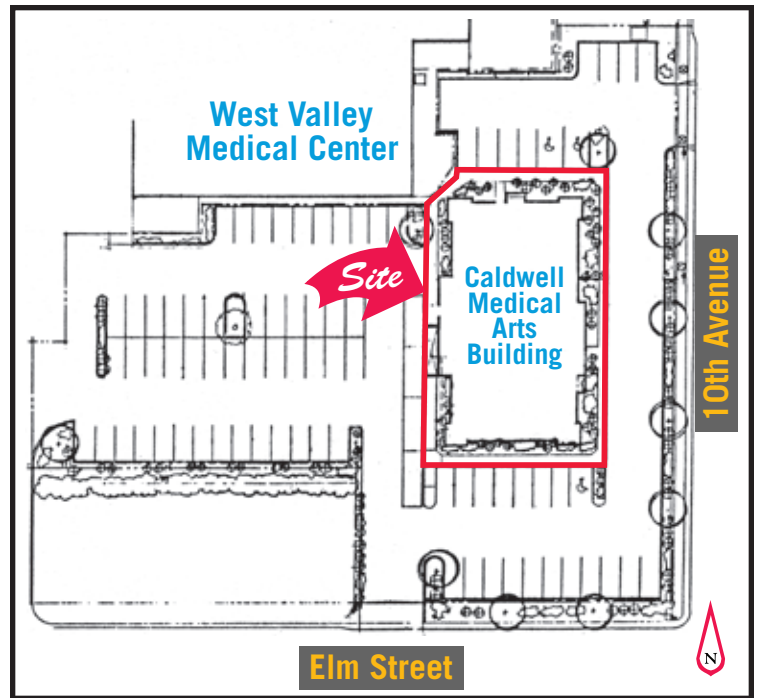 West Valley
Medical Center
Site
Caldwell
Medical
Arts
Building
10th Avenue
Elm Street
N